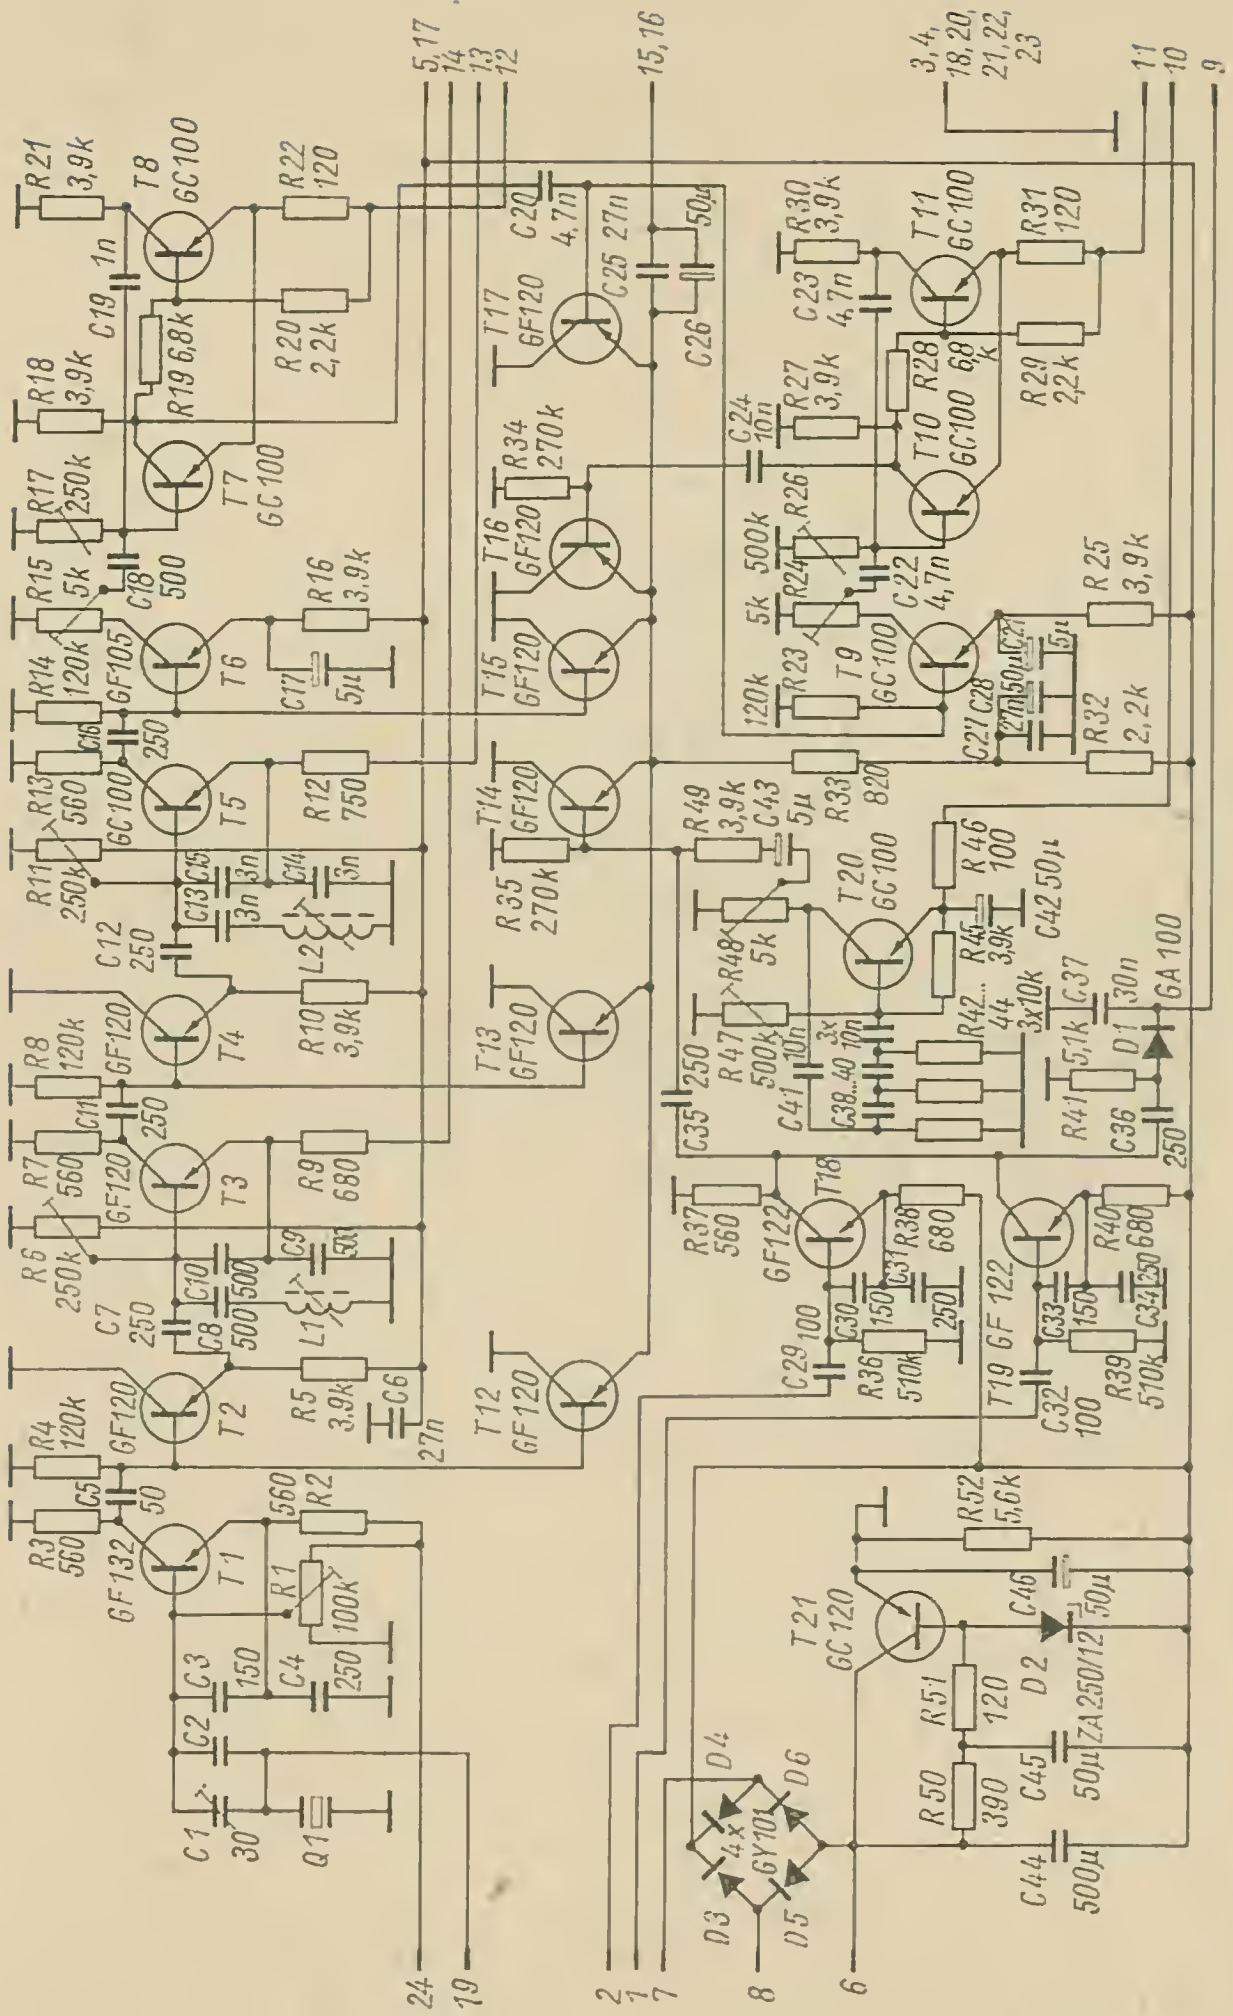 R3
560
R4
120k
R7
560
R8
120k
R11
250k
R13
560
R14
120k
R15
5k
R17
250k
R18
3,9k
R21
3,9k
C5
50
R6
250k
C11
250
C16
250
C18
500
R19 6,8k
C19
1n
GF132
T1
GF120
T2
C7
250
GF120
T3
GF120
T4
C12
250
GC100
T5
GF105
T6
T7
GC100
T8
GC100
C1
30
C2
C3
150
C4
250
Q1
R1
100k
560
R2
R5
3.9k
C6
27n
C8
500
C10
500
L1
C9
500
R9
680
R10
3,9k
C13
3n
C15
3n
L2
C14
3n
R12
750
C17
5µ
R16
3.9k
R20
2,2k
R22
120
5,17
14
13
12
24
19
T12
GF120
T13
GF120
R35
270k
T14
GF120
T15
GF120
T16
GF120
R34
270k
T17
GF120
C20
4,7n
C25 27n
C26
50µ
15,16
3,4,
18,20,
21,22,
23
2
1
7
8
6
D3
D4
D5
D6
4x
GY101
C29
100
R37
560
GF122
T18
C30
150
C31
250
R36
510k
R38
680
C32
100
T19 GF 122
C33
150
C34
250
R39
510k
R40
680
C35
250
R47
500k
R48
5k
R49
3,9k
C43
5µ
C41
10n
C38...40
3x
10n
T20
GC100
R42...
44
3x10k
R45
3,9k
R46
100
C42
50µ
R41
5,1k
C36
250
C37
30n
D1
GA100
R33
820
R32
2,2k
C27
27n
C28
50µ
C21
5µ
R25
3,9k
120k
R23
5k
R24
T9
GC100
C22
4,7n
500k
R26
C24
10n
R27
3,9k
T10
GC100
R28
6,8
k
C23
4,7n
R30
3,9k
T11
GC100
R29
2,2k
R31
120
11
10
9
T21
GC120
R50
390
R51
120
R52
5,6k
C44
500µ
C45
50µ
C46
50µ
D2
ZA250/12